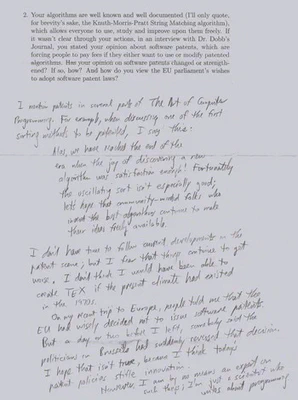 2. Your algorithms are well known and well documented (I'll only quote,
for brevity's sake, the Knuth-Morris-Pratt String Matching algorithm),
which allows everyone to use, study and improve upon them freely. If
it wasn't clear through your actions, in an interview with Dr. Dobb's
Journal, you stated your opinion about software patents, which are
forcing people to pay fees if they either want to use or modify patented
algorithms. Has your opinion on software patents changed or strength-
ened? If so, how? And how do you view the EU parliament's wishes
to adopt software patent laws?
I mention patents in several parts of The Art of Computer
Programming. For example, when discussing one of the first
sorting methods to be patented, I say this:
Alas, we have reached the end of the
era when the joy of discovering a new
algorithm was satisfaction enough! Fortunately
the oscillating sort isn't especially good;
let's hope that community-minded folks who
invent the best algorithms continue to make
their ideas freely available.
I don't have time to follow current developments in the
patent scene, but I fear that things continue to get
worse. I don't think I would have been able to
create TEX if the present climate had existed
in the 1970s.
On my recent trip to Europe, people told me that the
EU had wisely decided not to issue software patents.
But a day or two before I left, somebody said the
politicians in Brussels had suddenly reversed that decision.
I hope that isn't true, because I think today's
patent policies stifle innovation.
However, I am by no means an expert on
such things; I'm just a scientist who
writes about programming.